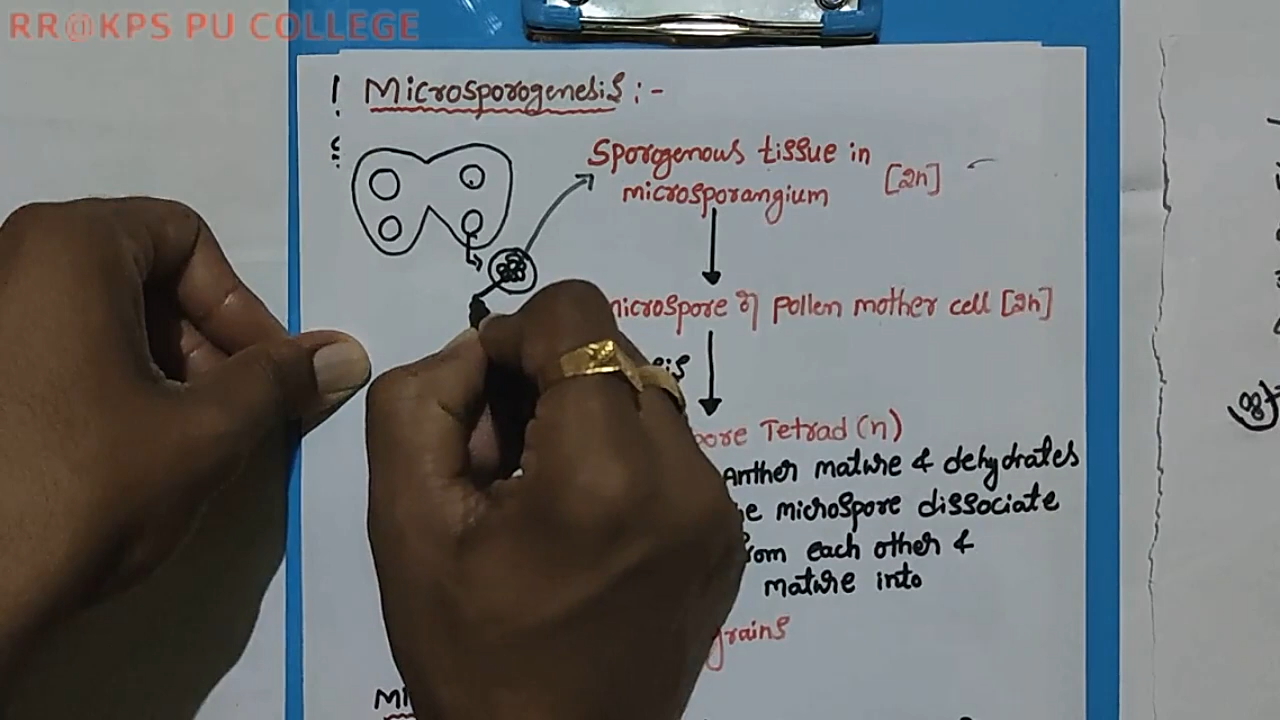 RR@KPS PU COLLEGE
Microsporogenesis :-
Sporogenous tissue in
microsporangium [2n]
microspore or pollen mother cell [2n]
Tetrad (n)
Anther mature & dehydrates
microspore dissociate
each other &
mature into
grains